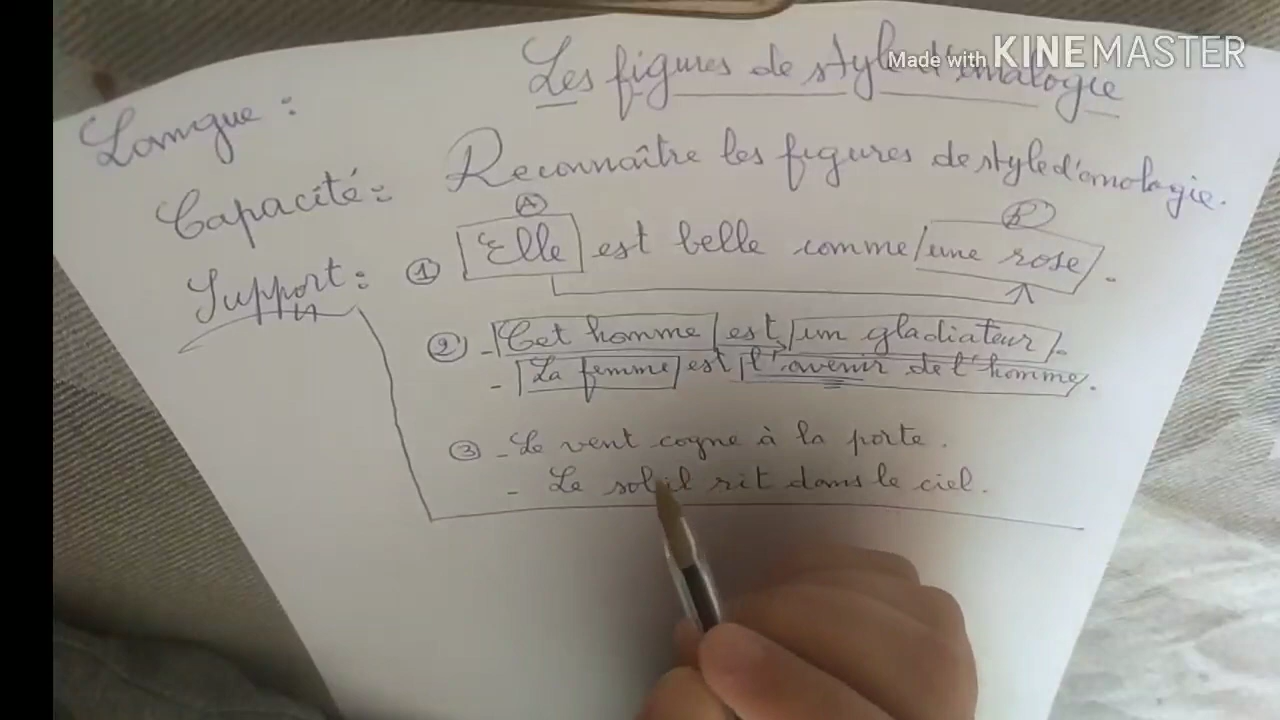 Made with KINEMASTER
Les figures de style d'analogie
Langue :
Capacité : Reconnaître les figures de style d'analogie.
A B
Support : ① Elle est belle comme une rose.
② - Cet homme est un gladiateur.
- La femme est l'avenir de l'homme.
③ - Le vent cogne à la porte.
- Le soleil rit dans le ciel.